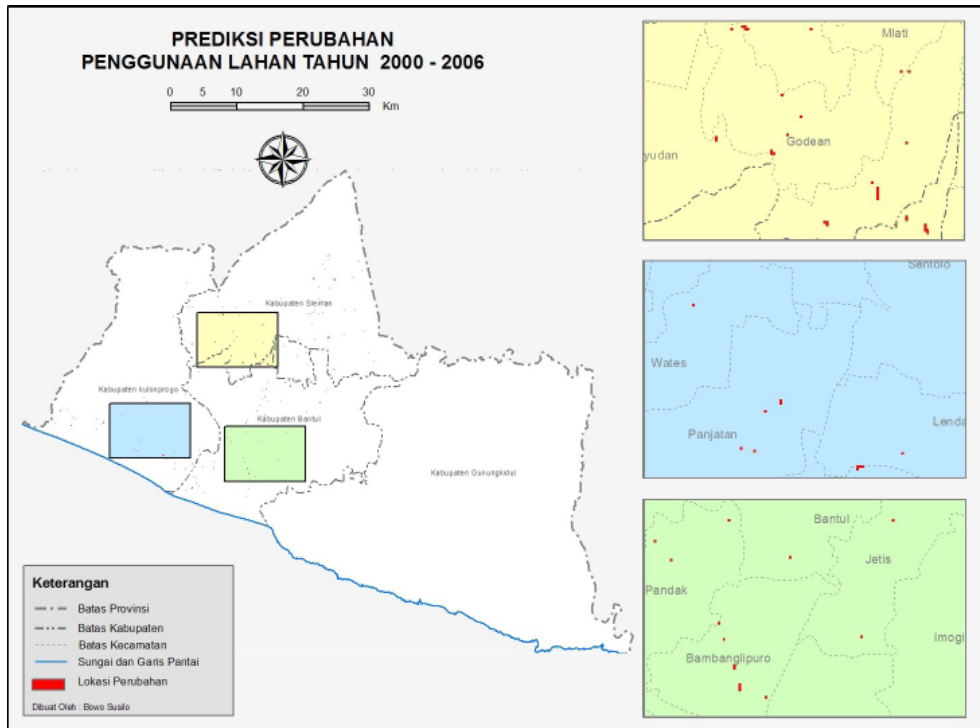 PREDIKSI PERUBAHAN
PENGGUNAAN LAHAN TAHUN 2000 - 2006
0 5 10 20 30
Km
Kabupaten Sleman
Kabupaten kulonprogo
Kabupaten Bantul
Kabupaten Gunungkidul
Keterangan
Batas Provinsi
Batas Kabupaten
Batas Kecamatan
Sungai dan Garis Pantai
Lokasi Perubahan
Dibuat Oleh : Bowo Susilo
Mlati
Godean
yudan
Sentolo
Wates
Lenda
Panjatan
Bantul
Jetis
Pandak
Imogi
Bambanglipuro